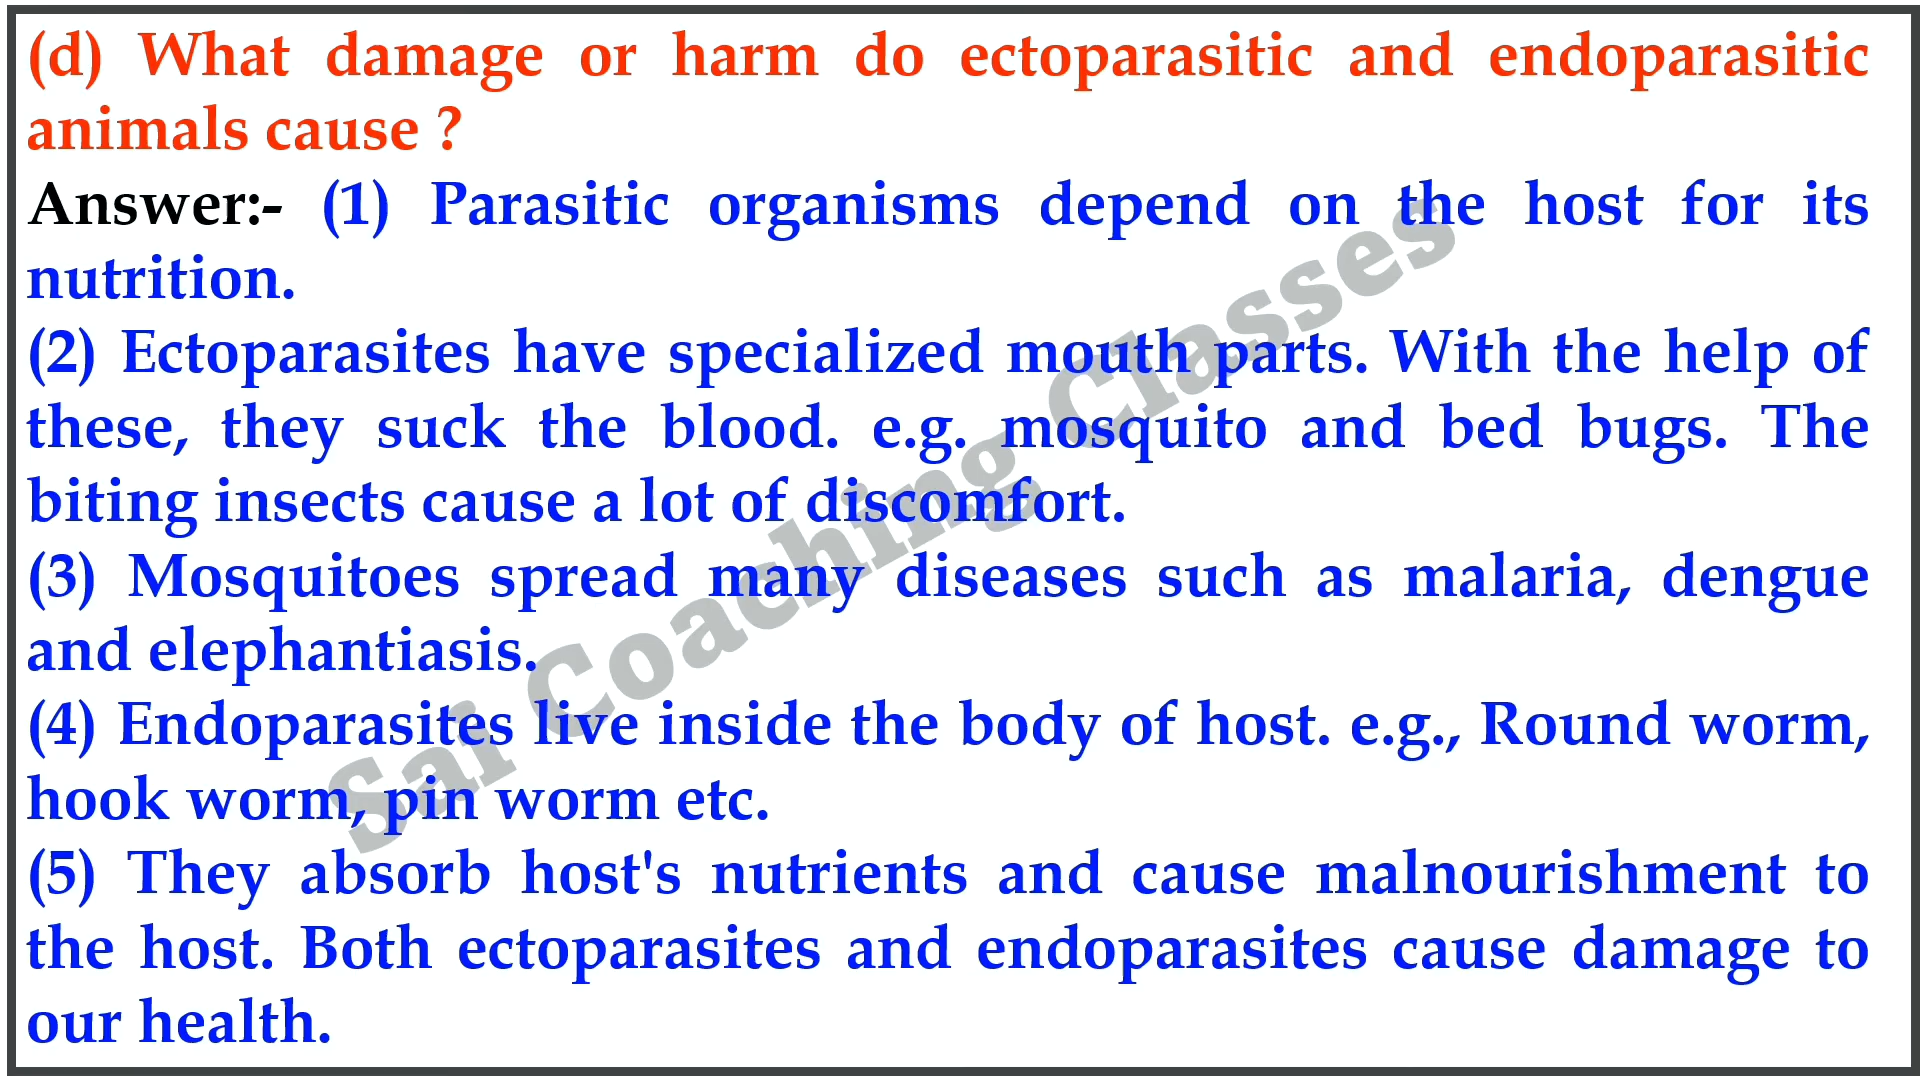 (d) What damage or harm do ectoparasitic and endoparasitic
animals cause ?
Answer:- (1) Parasitic organisms depend on the host for its
nutrition.
(2) Ectoparasites have specialized mouth parts. With the help of
these, they suck the blood. e.g. mosquito and bed bugs. The
biting insects cause a lot of discomfort.
(3) Mosquitoes spread many diseases such as malaria, dengue
and elephantiasis.
(4) Endoparasites live inside the body of host. e.g., Round worm,
hook worm, pin worm etc.
(5) They absorb host's nutrients and cause malnourishment to
the host. Both ectoparasites and endoparasites cause damage to
our health.
Sai Coaching Classes